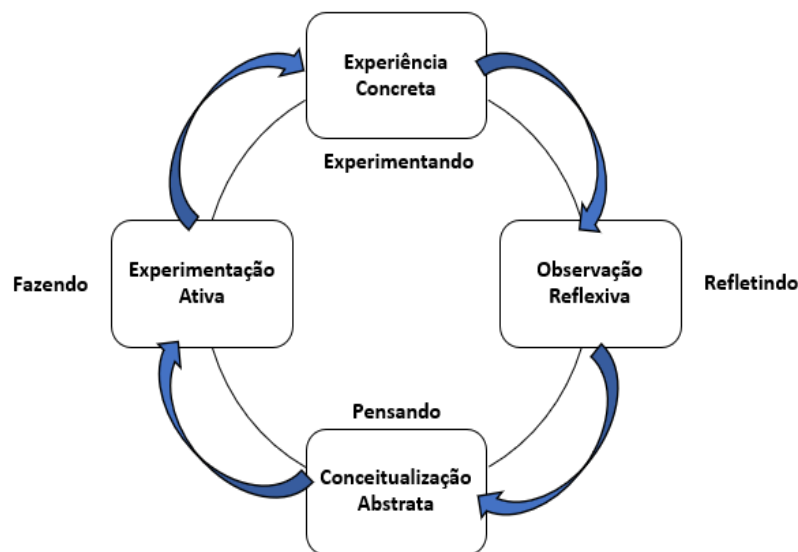 Experiência
Concreta
Experimentando
Fazendo
Experimentação
Ativa
Observação
Reflexiva
Refletindo
Pensando
Conceitualização
Abstrata